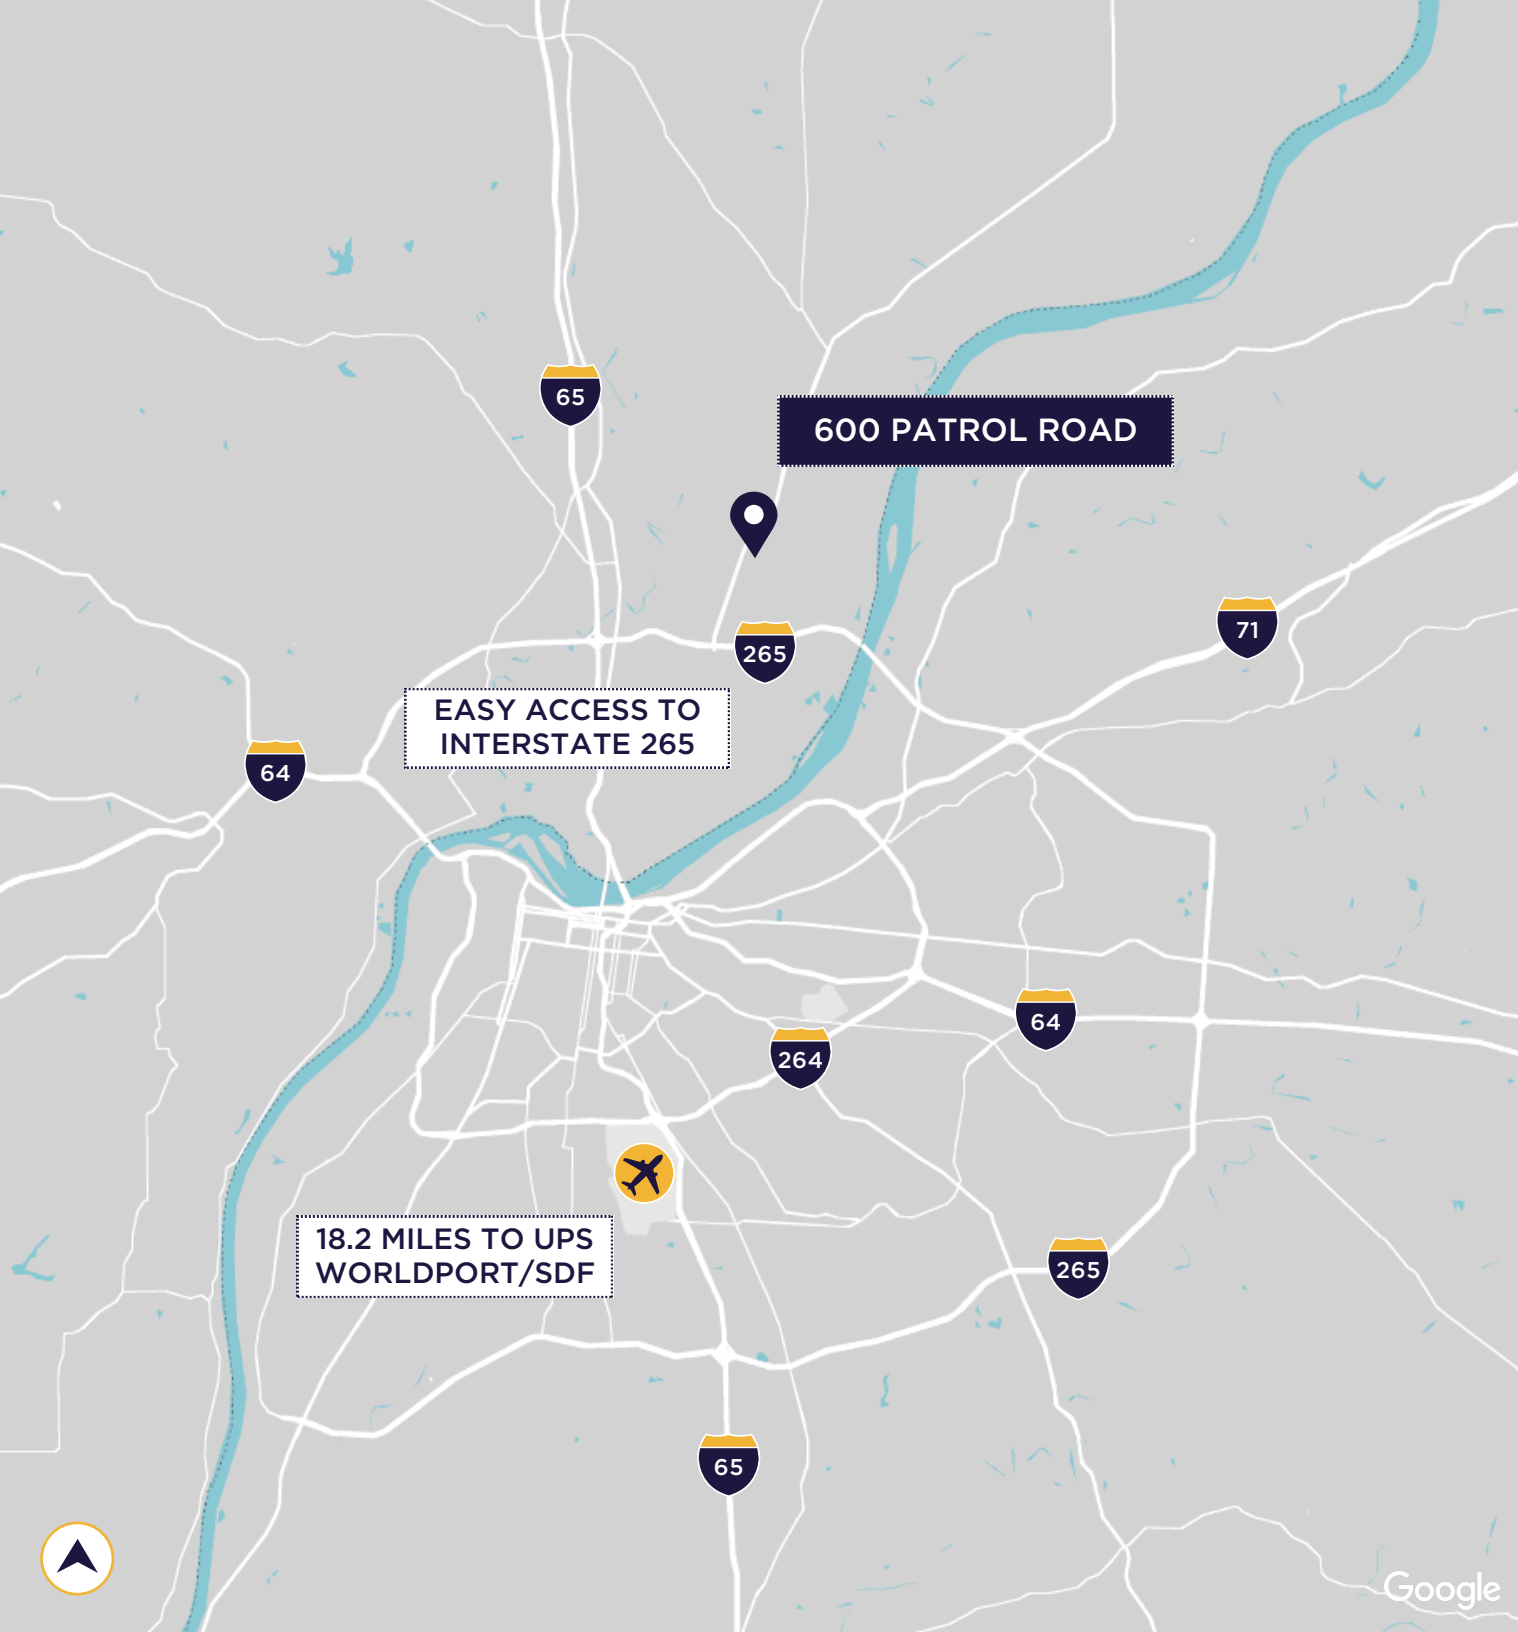 65
600 PATROL ROAD
71
265
EASY ACCESS TO
INTERSTATE 265
64
64
264
18.2 MILES TO UPS
WORLDPORT/SDF
265
65
Google